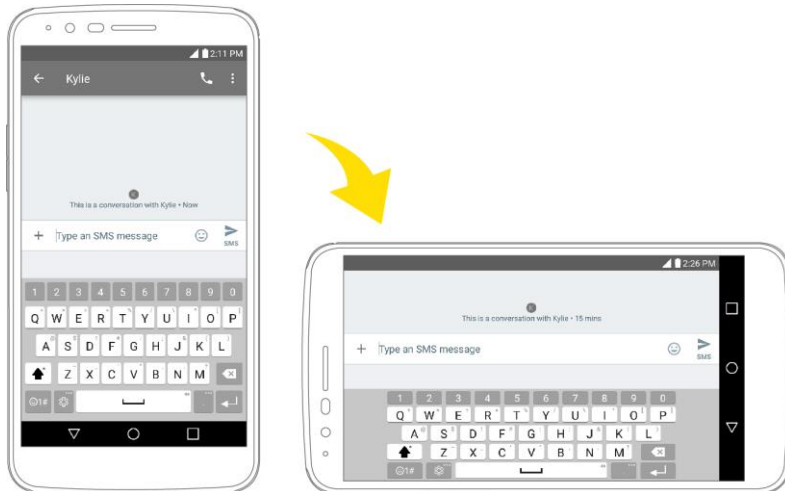 2:11 PM
Kylie
This is a conversation with Kylie • Now
Type an SMS message
SMS
1 2 3 4 5 6 7 8 9 0
Q W E R T Y U I O P
A S D F G H J K L
Z X C V B N M
1#
2:26 PM
This is a conversation with Kylie • 15 mins
Type an SMS message
SMS
1 2 3 4 5 6 7 8 9 0
Q W E R T Y U I O P
A S D F G H J K L
Z X C V B N M
1#